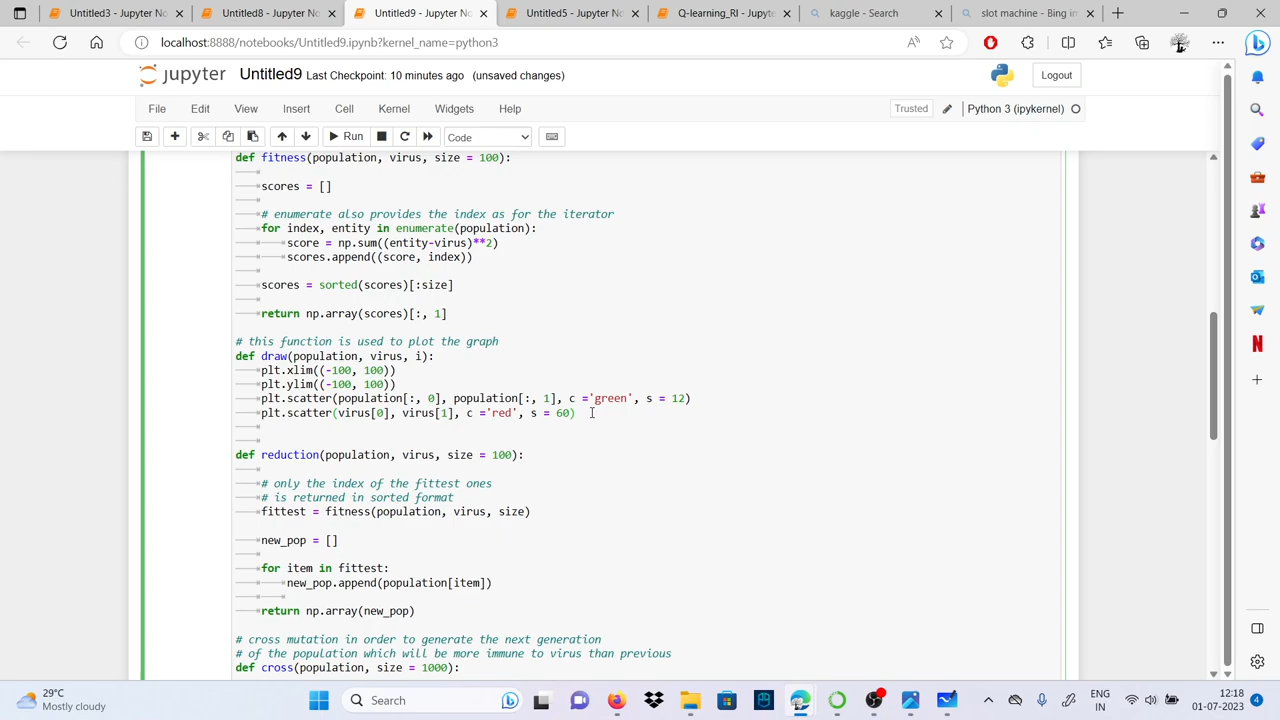 Untitled3 - Jupyter No
Untitled8 - Jupyter Not
Untitled9 - Jupyter Not
Untitled5 - Jupyter Not
Q-learning_RI - Jupyte
kaggle - Search
slot machine - Bing in
localhost:8888/notebooks/Untitled9.ipynb?kernel_name=python3
jupyter Untitled9 Last Checkpoint: 10 minutes ago (unsaved changes)
Logout
File Edit View Insert Cell Kernel Widgets Help
Trusted
Python 3 (ipykernel)
Run
Code
def fitness(population, virus, size = 100):
scores = []
# enumerate also provides the index as for the iterator
for index, entity in enumerate(population):
score = np.sum((entity-virus)**2)
scores.append((score, index))
scores = sorted(scores)[:size]
return np.array(scores)[:, 1]
# this function is used to plot the graph
def draw(population, virus, i):
plt.xlim((-100, 100))
plt.ylim((-100, 100))
plt.scatter(population[:, 0], population[:, 1], c ='green', s = 12)
plt.scatter(virus[0], virus[1], c ='red', s = 60)
def reduction(population, virus, size = 100):
# only the index of the fittest ones
# is returned in sorted format
fittest = fitness(population, virus, size)
new_pop = []
for item in fittest:
new_pop.append(population[item])
return np.array(new_pop)
# cross mutation in order to generate the next generation
# of the population which will be more immune to virus than previous
def cross(population, size = 1000):
29°C
Mostly cloudy
Search
ENG
IN
12:18
01-07-2023
4